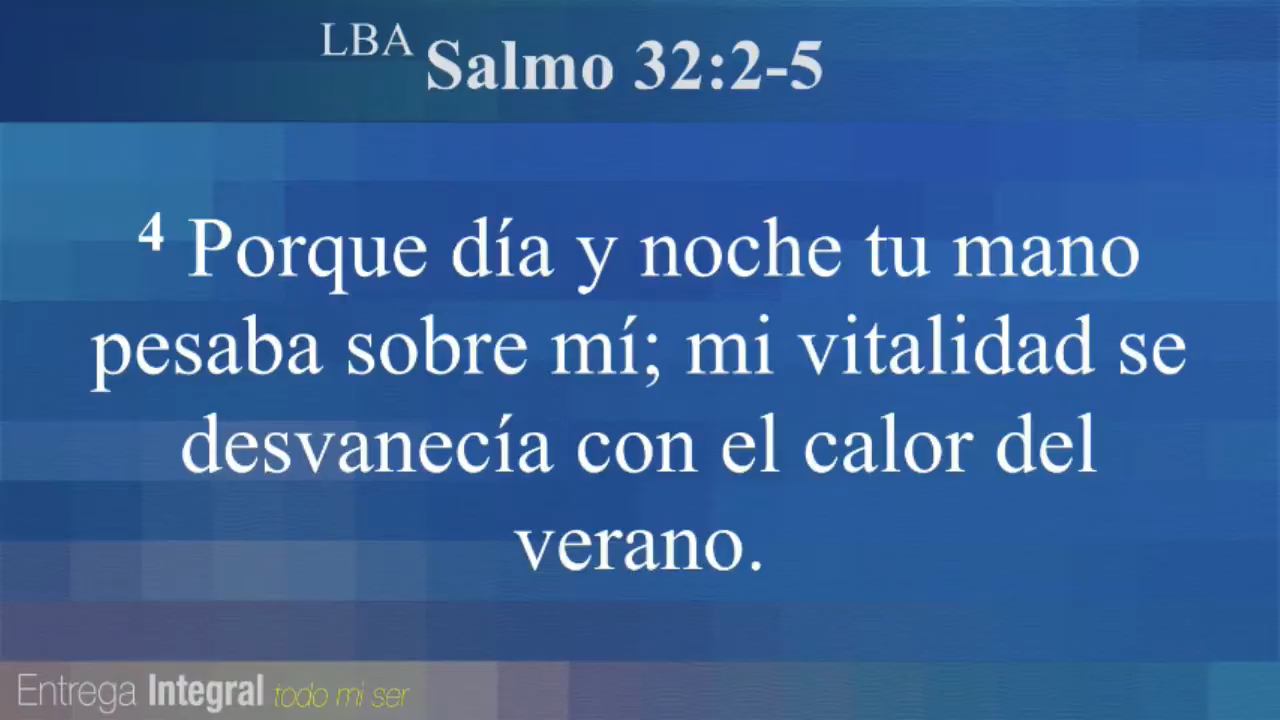 LBA Salmo 32:2-5
4 Porque día y noche tu mano
pesaba sobre mí; mi vitalidad se
desvanecía con el calor del
verano.
Entrega Integral todo mi ser